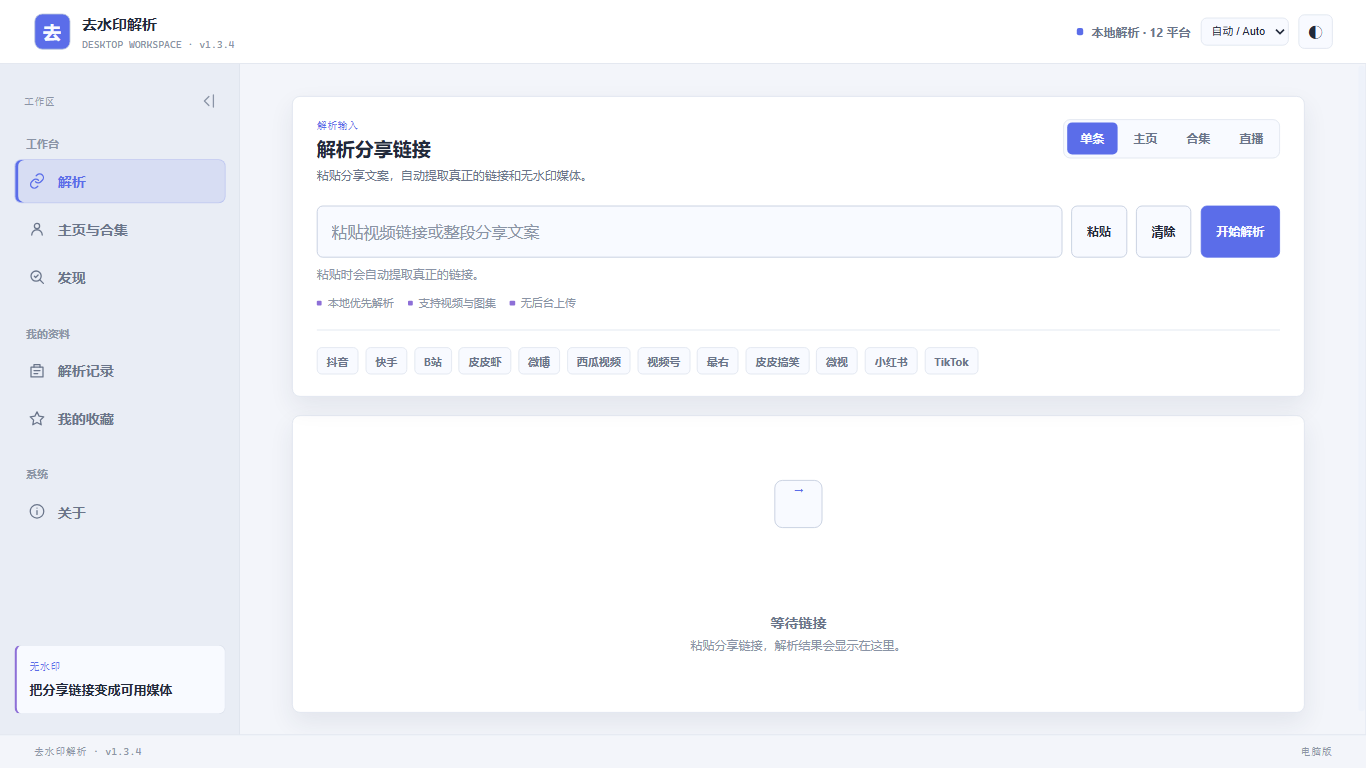 去
去水印解析
DESKTOP WORKSPACE · v1.3.4
本地解析 · 12 平台
自动 / Auto
工作区
工作台
解析
主页与合集
发现
我的资料
解析记录
我的收藏
系统
关于
无水印
把分享链接变成可用媒体
解析输入
解析分享链接
粘贴分享文案，自动提取真正的链接和无水印媒体。
单条 主页 合集 直播
粘贴视频链接或整段分享文案
粘贴 清除 开始解析
粘贴时会自动提取真正的链接。
本地优先解析 支持视频与图集 无后台上传
抖音 快手 B站 皮皮虾 微博 西瓜视频 视频号 最右 皮皮搞笑 微视 小红书 TikTok
→
等待链接
粘贴分享链接，解析结果会显示在这里。
去水印解析 · v1.3.4
电脑版